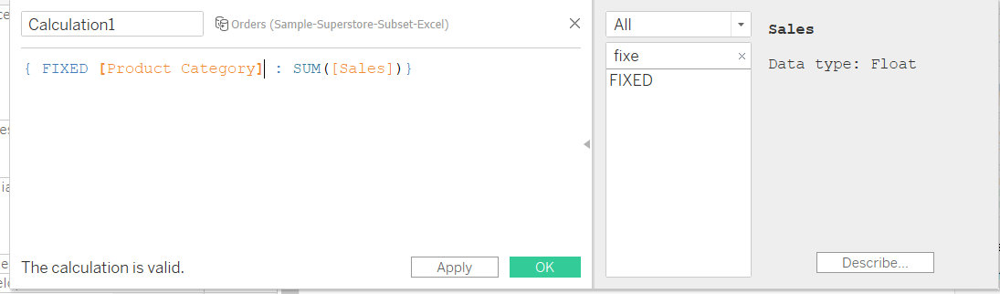 Calculation1
Orders (Sample-Superstore-Subset-Excel)
{ FIXED [Product Category] : SUM([Sales])}
The calculation is valid.
Apply
OK
All
fixe
FIXED
Sales
Data type: Float
Describe...